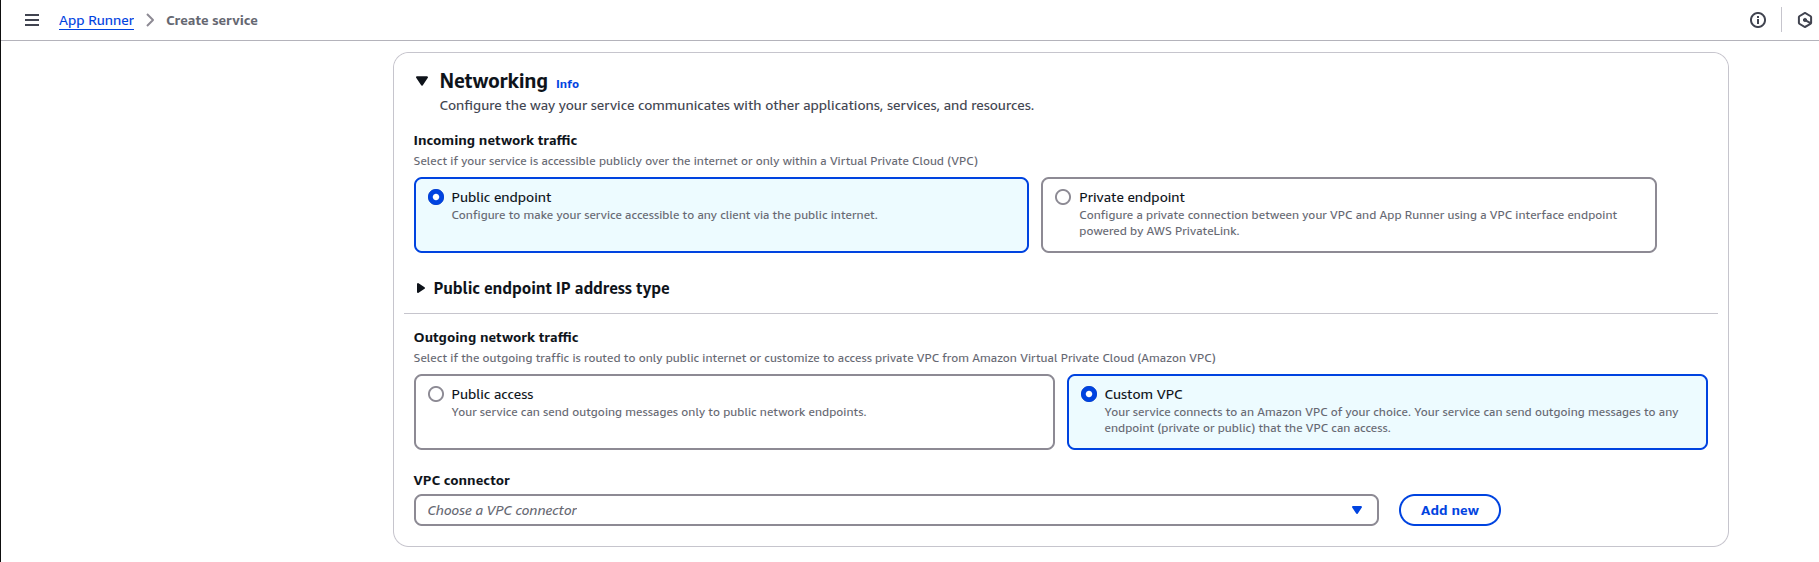 App Runner
Create service
Networking Info
Configure the way your service communicates with other applications, services, and resources.
Incoming network traffic
Select if your service is accessible publicly over the internet or only within a Virtual Private Cloud (VPC)
Public endpoint
Configure to make your service accessible to any client via the public internet.
Private endpoint
Configure a private connection between your VPC and App Runner using a VPC interface endpoint
powered by AWS PrivateLink.
Public endpoint IP address type
Outgoing network traffic
Select if the outgoing traffic is routed to only public internet or customize to access private VPC from Amazon Virtual Private Cloud (Amazon VPC)
Public access
Your service can send outgoing messages only to public network endpoints.
Custom VPC
Your service connects to an Amazon VPC of your choice. Your service can send outgoing messages to any
endpoint (private or public) that the VPC can access.
VPC connector
Choose a VPC connector
Add new